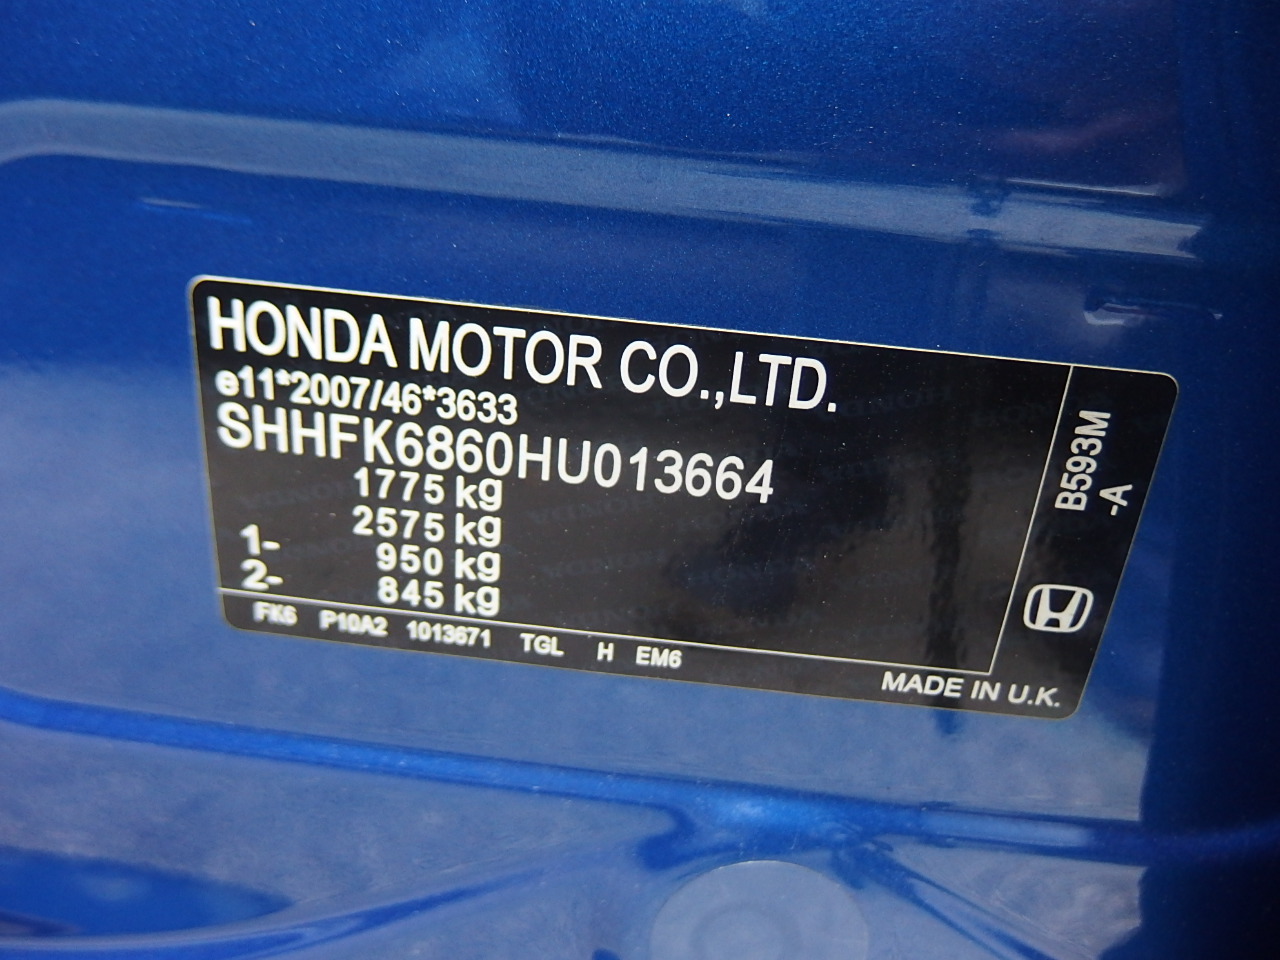 HONDA MOTOR CO.,LTD.
e11*2007/46*3633
SHHFK6860HU013664
1775 kg
2575 kg
1- 950 kg
2- 845 kg
FK6 P10A2 1013671 TGL H EM6
MADE IN U.K.
B593M
-A